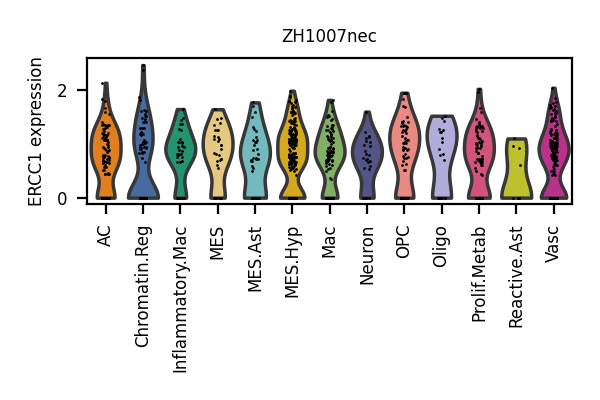 ZH1007nec
ERCC1 expression
2
0
AC
Chromatin.Reg
Inflammatory.Mac
MES
MES.Ast
MES.Hyp
Mac
Neuron
OPC
Oligo
Prolif.Metab
Reactive.Ast
Vasc